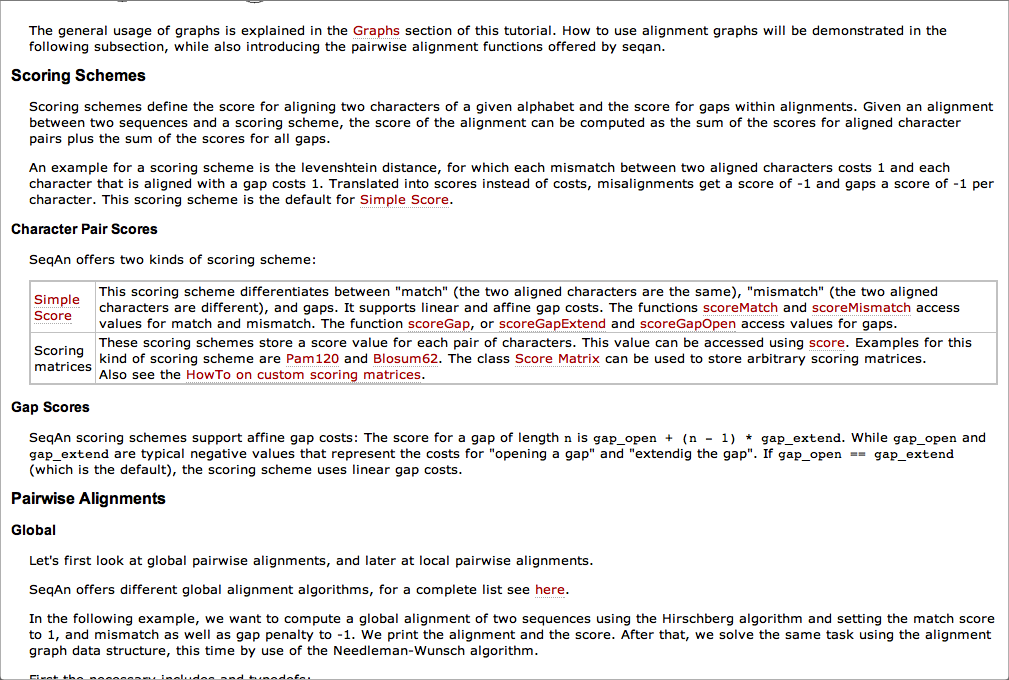 The general usage of graphs is explained in the Graphs section of this tutorial. How to use alignment graphs will be demonstrated in the
following subsection, while also introducing the pairwise alignment functions offered by seqan.
Scoring Schemes
Scoring schemes define the score for aligning two characters of a given alphabet and the score for gaps within alignments. Given an alignment
between two sequences and a scoring scheme, the score of the alignment can be computed as the sum of the scores for aligned character
pairs plus the sum of the scores for all gaps.
An example for a scoring scheme is the levenshtein distance, for which each mismatch between two aligned characters costs 1 and each
character that is aligned with a gap costs 1. Translated into scores instead of costs, misalignments get a score of -1 and gaps a score of -1 per
character. This scoring scheme is the default for Simple Score.
Character Pair Scores
SeqAn offers two kinds of scoring scheme:
Simple
Score
This scoring scheme differentiates between "match" (the two aligned characters are the same), "mismatch" (the two aligned
characters are different), and gaps. It supports linear and affine gap costs. The functions scoreMatch and scoreMismatch access
values for match and mismatch. The function scoreGap, or scoreGapExtend and scoreGapOpen access values for gaps.
Scoring
matrices
These scoring schemes store a score value for each pair of characters. This value can be accessed using score. Examples for this
kind of scoring scheme are Pam120 and Blosum62. The class Score Matrix can be used to store arbitrary scoring matrices.
Also see the HowTo on custom scoring matrices.
Gap Scores
SeqAn scoring schemes support affine gap costs: The score for a gap of length n is gap_open + (n - 1) * gap_extend. While gap_open and
gap_extend are typical negative values that represent the costs for "opening a gap" and "extendig the gap". If gap_open == gap_extend
(which is the default), the scoring scheme uses linear gap costs.
Pairwise Alignments
Global
Let's first look at global pairwise alignments, and later at local pairwise alignments.
SeqAn offers different global alignment algorithms, for a complete list see here.
In the following example, we want to compute a global alignment of two sequences using the Hirschberg algorithm and setting the match score
to 1, and mismatch as well as gap penalty to -1. We print the alignment and the score. After that, we solve the same task using the alignment
graph data structure, this time by use of the Needleman-Wunsch algorithm.
First the necessary includes and typedefs: